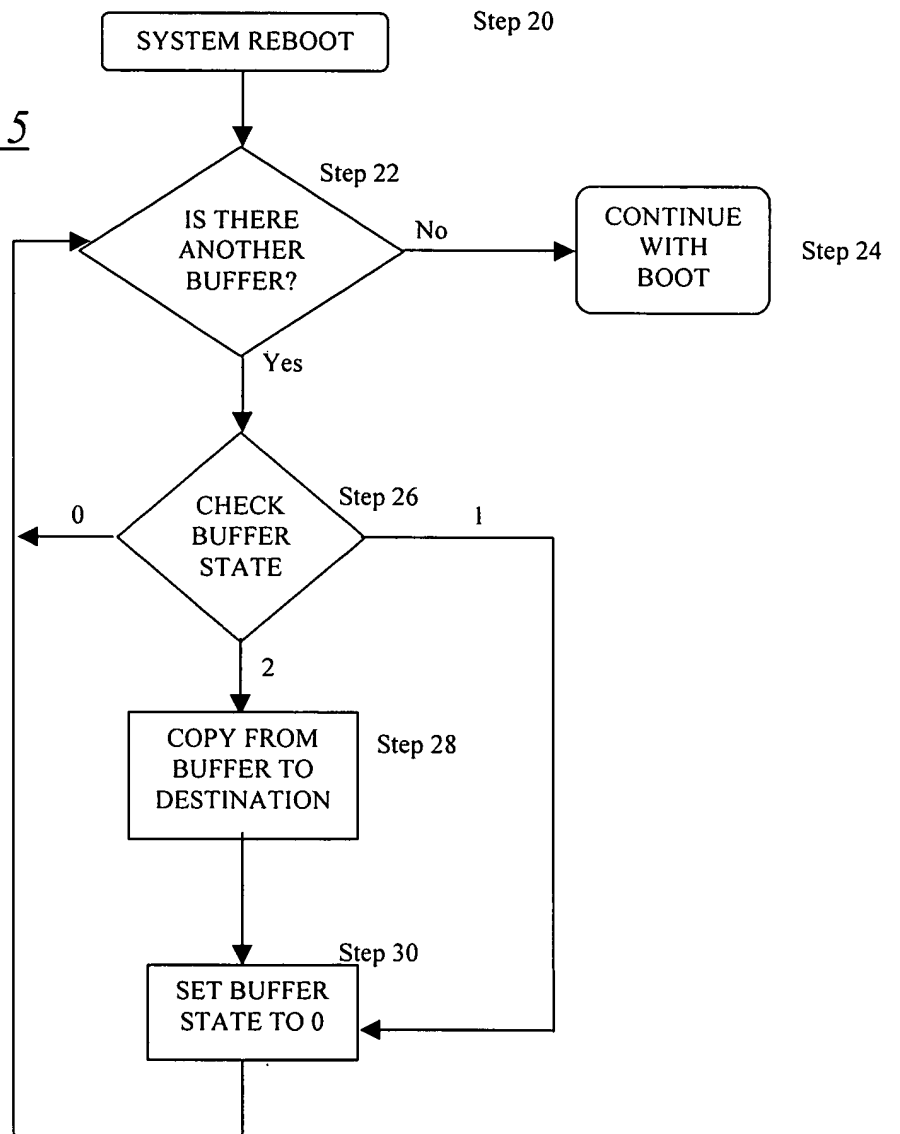 Step 20
SYSTEM REBOOT
5
Step 22
IS THERE
ANOTHER
BUFFER?
No
CONTINUE
WITH
BOOT
Step 24
Yes
Step 26
CHECK
BUFFER
STATE
0
1
2
COPY FROM
BUFFER TO
DESTINATION
Step 28
Step 30
SET BUFFER
STATE TO 0